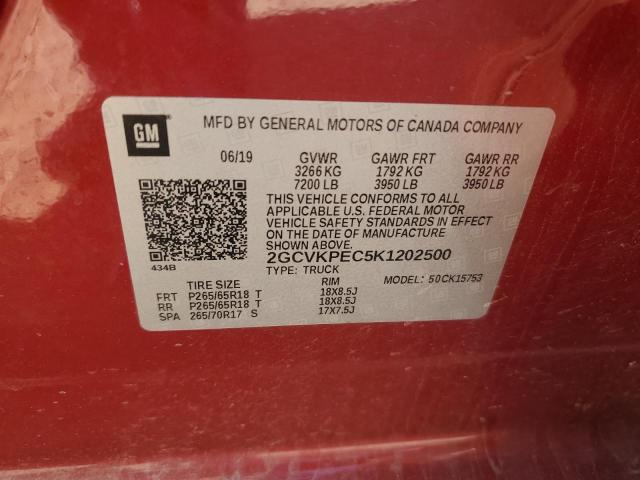 GM
MFD BY GENERAL MOTORS OF CANADA COMPANY
06/19 GVWR GAWR FRT GAWR RR
3266 KG 1792 KG 1792 KG
7200 LB 3950 LB 3950 LB
THIS VEHICLE CONFORMS TO ALL
APPLICABLE U.S. FEDERAL MOTOR
VEHICLE SAFETY STANDARDS IN EFFECT
ON THE DATE OF MANUFACTURE
SHOWN ABOVE.
2GCVKPEC5K1202500
434B
TYPE: TRUCK MODEL: 50CK15753
TIRE SIZE RIM
FRT P265/65R18 T 18X8.5J
RR P265/65R18 T 18X8.5J
SPA 265/70R17 S 17X7.5J